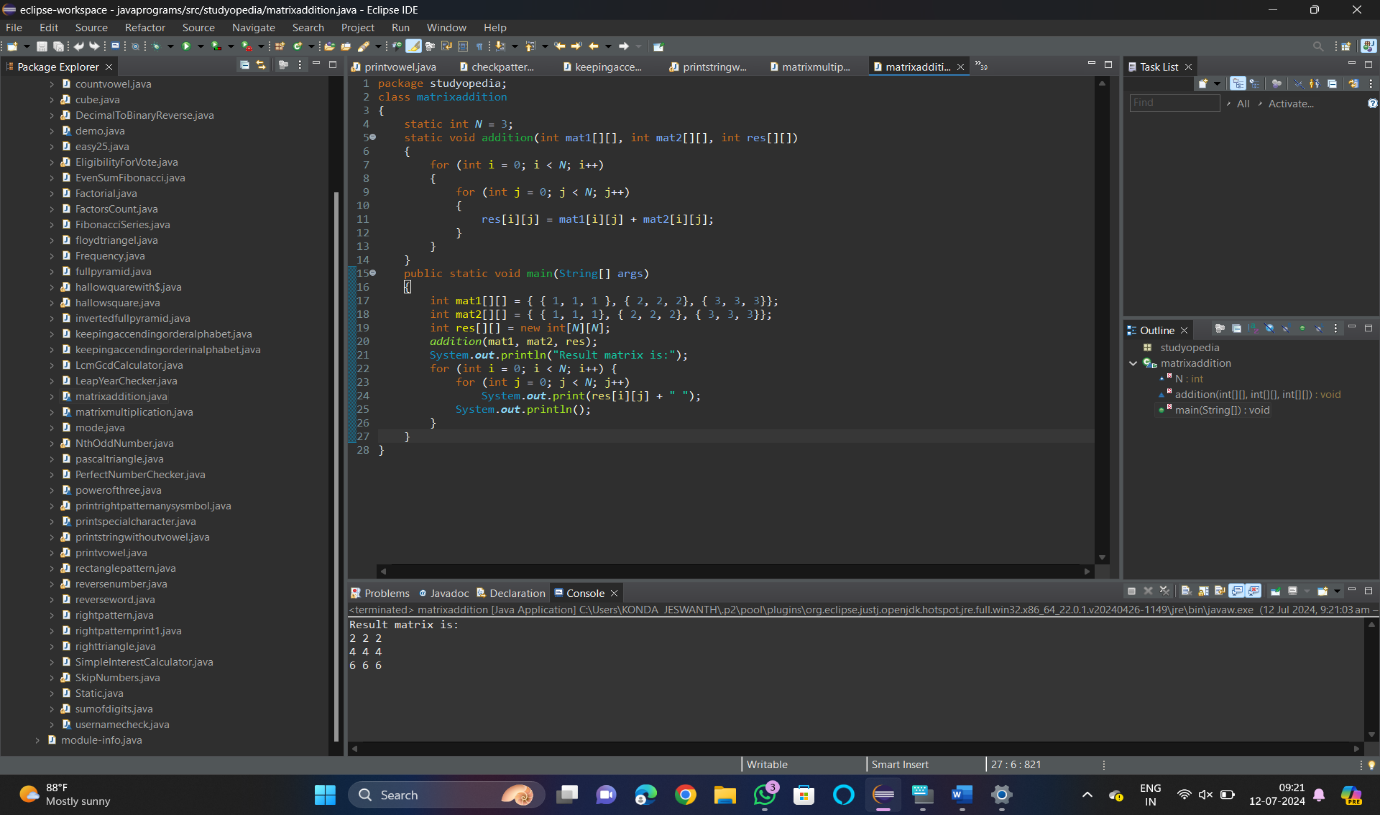 eclipse-workspace - javaprograms/src/studyopedia/matrixaddition.java - Eclipse IDE
File Edit Source Refactor Source Navigate Search Project Run Window Help
Package Explorer
countvowel.java
cube.java
DecimalToBinaryReverse.java
demo.java
easy25.java
EligibilityForVote.java
EvenSumFibonacci.java
Factorial.java
FactorsCount.java
FibonacciSeries.java
floydtriangel.java
Frequency.java
fullpyramid.java
hallowquarewith$.java
hallowsquare.java
invertedfullpyramid.java
keepingaccendingorderalphabet.java
keepingaccendingorderinalphabet.java
LcmGcdCalculator.java
LeapYearChecker.java
matrixaddition.java
matrixmultiplication.java
mode.java
NthOddNumber.java
pascaltriangle.java
PerfectNumberChecker.java
powerofthree.java
printrightpatternanysysmbol.java
printspecialcharacter.java
printstringwithoutvowel.java
printvowel.java
rectanglepattern.java
reversenumber.java
reverseword.java
rightpattern.java
rightpatternprint1.java
righttriangle.java
SimpleInterestCalculator.java
SkipNumbers.java
Static.java
sumofdigits.java
usernamecheck.java
module-info.java
printvowel.java checkpatter... keepingacce... printstringw... matrixmultip... matrixadditi... »39
1 package studyopedia;
2 class matrixaddition
3 {
4 static int N = 3;
5 static void addition(int mat1[][], int mat2[][], int res[][])
6 {
7 for (int i = 0; i < N; i++)
8 {
9 for (int j = 0; j < N; j++)
10 {
11 res[i][j] = mat1[i][j] + mat2[i][j];
12 }
13 }
14 }
15 public static void main(String[] args)
16 {
17 int mat1[][] = { { 1, 1, 1 }, { 2, 2, 2}, { 3, 3, 3}};
18 int mat2[][] = { { 1, 1, 1}, { 2, 2, 2}, { 3, 3, 3}};
19 int res[][] = new int[N][N];
20 addition(mat1, mat2, res);
21 System.out.println("Result matrix is:");
22 for (int i = 0; i < N; i++) {
23 for (int j = 0; j < N; j++)
24 System.out.print(res[i][j] + " ");
25 System.out.println();
26 }
27 }
28 }
Task List
Find All Activate...
Outline
studyopedia
matrixaddition
N : int
addition(int[][], int[][], int[][]) : void
main(String[]) : void
Problems Javadoc Declaration Console
<terminated> matrixaddition [Java Application] C:\Users\KONDA JESWANTH\.p2\pool\plugins\org.eclipse.justj.openjdk.hotspot.jre.full.win32.x86_64_22.0.1.v20240426-1149\jre\bin\javaw.exe (12 Jul 2024, 9:21:03 am –
Result matrix is:
2 2 2
4 4 4
6 6 6
Writable Smart Insert 27 : 6 : 821
88°F
Mostly sunny
Search
3
ENG
IN
09:21
12-07-2024
PRE